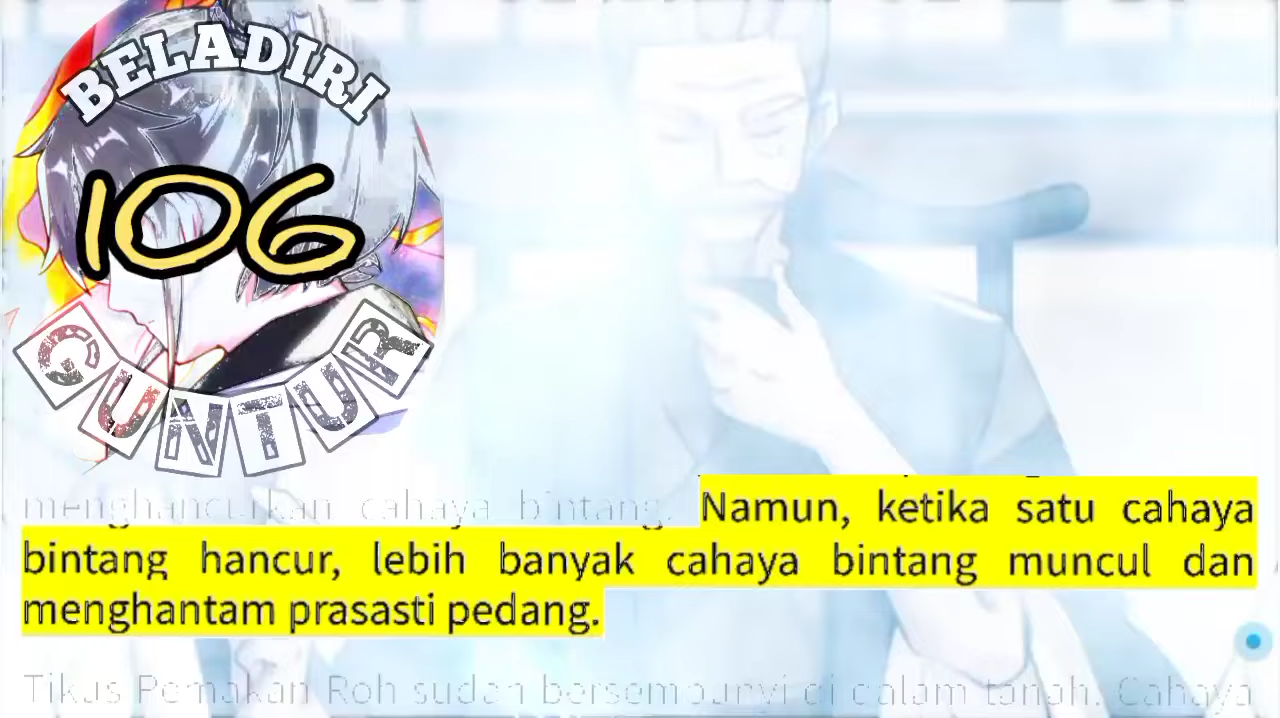 BELADIRI
106
GUNTUR
menghancurkan cahaya bintang. Namun, ketika satu cahaya
bintang hancur, lebih banyak cahaya bintang muncul dan
menghantam prasasti pedang.
Tikus Pemakan Roh sudah bersembunyi di dalam tanah. Cahaya